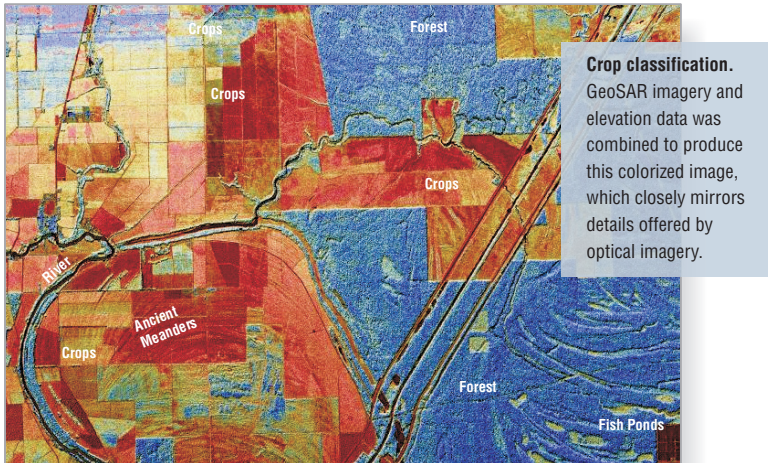 Crops
Forest
Crops
Crops
River
Ancient
Meanders
Crops
Forest
Fish Ponds
Crop classification.
GeoSAR imagery and
elevation data was
combined to produce
this colorized image,
which closely mirrors
details offered by
optical imagery.